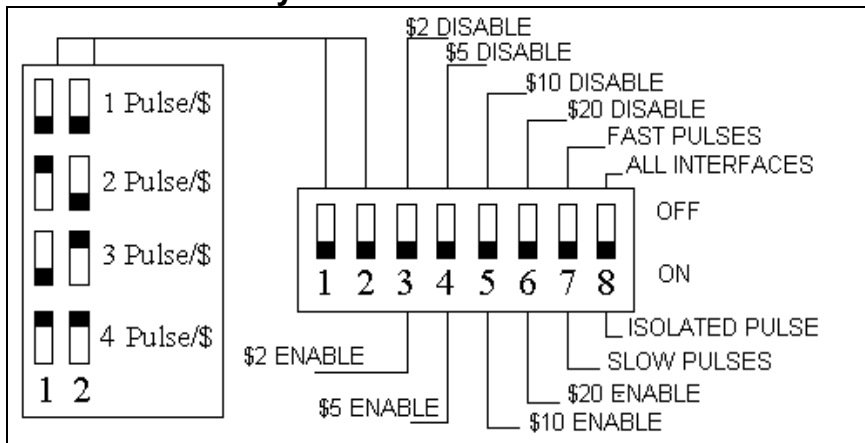 $2 DISABLE
$5 DISABLE
$10 DISABLE
$20 DISABLE
FAST PULSES
ALL INTERFACES
1 Pulse/$
2 Pulse/$
3 Pulse/$
4 Pulse/$
1 2
OFF
1 2 3 4 5 6 7 8
ON
ISOLATED PULSE
$2 ENABLE
SLOW PULSES
$20 ENABLE
$5 ENABLE
$10 ENABLE